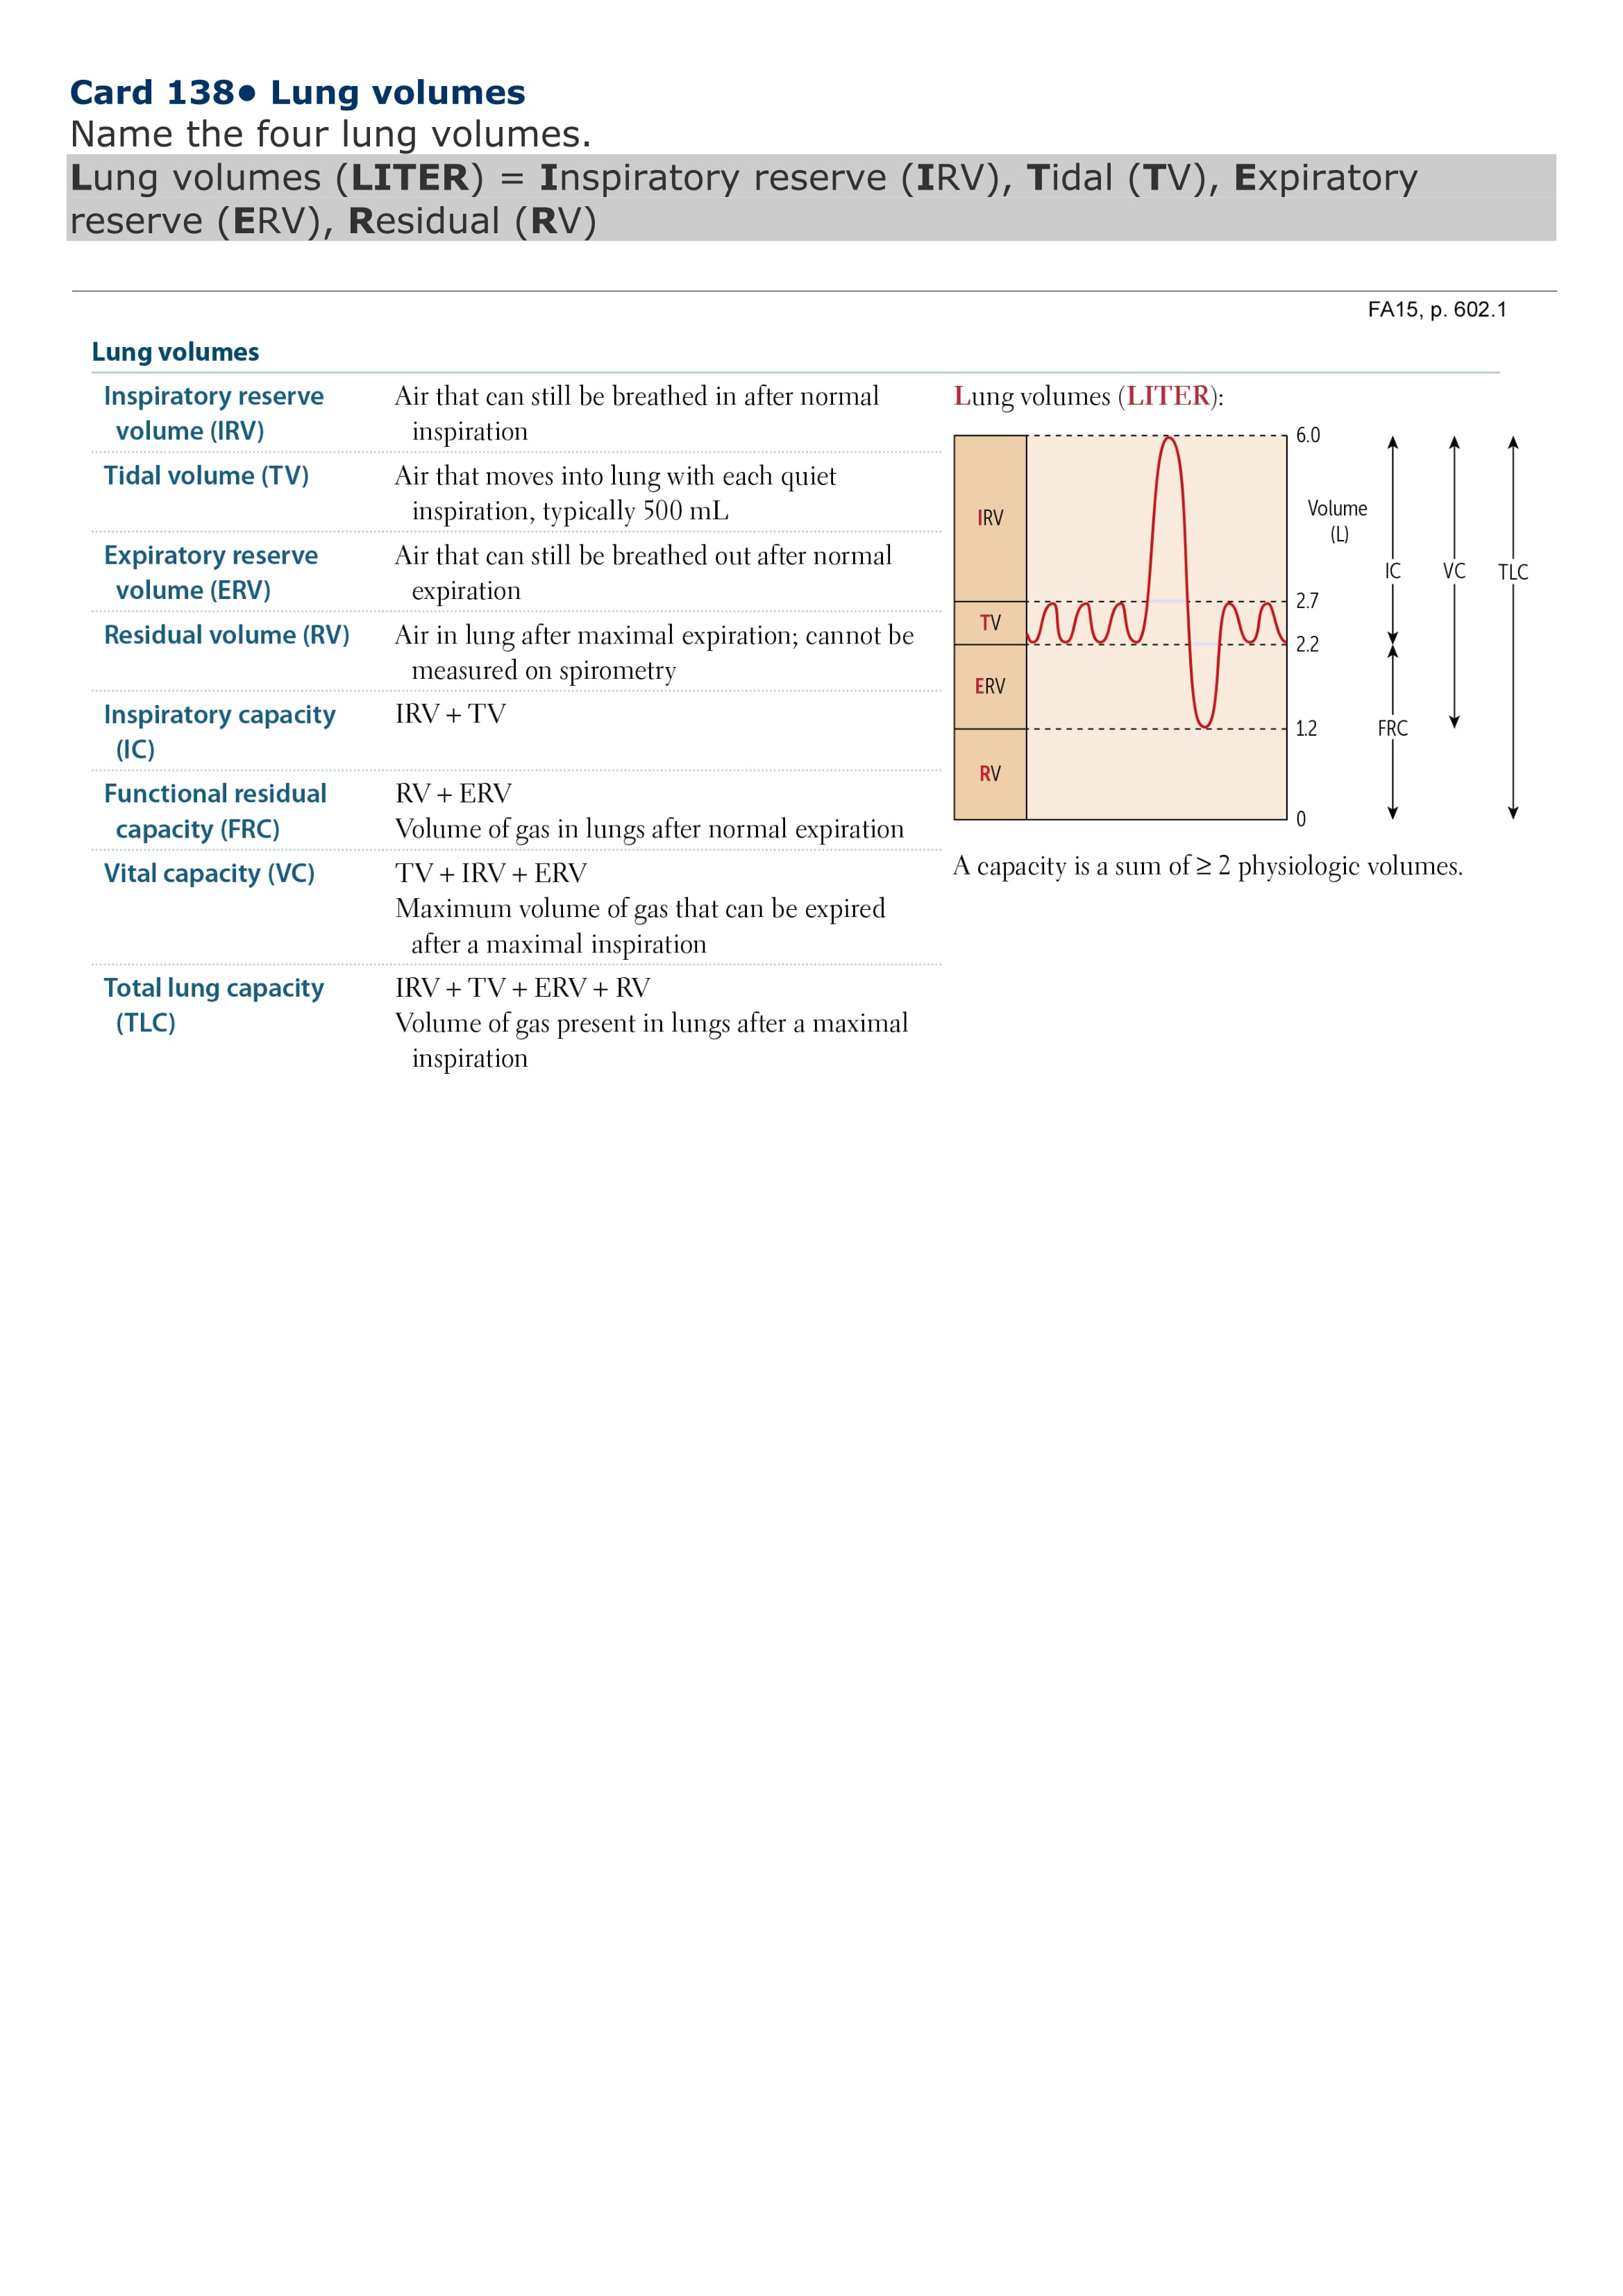 Card 138• Lung volumes
Name the four lung volumes.
Lung volumes (LITER) = Inspiratory reserve (IRV), Tidal (TV), Expiratory
reserve (ERV), Residual (RV)
FA15, p. 602.1
Lung volumes
Inspiratory reserve
volume (IRV)
Air that can still be breathed in after normal
inspiration
Tidal volume (TV)
Air that moves into lung with each quiet
inspiration, typically 500 mL
Expiratory reserve
volume (ERV)
Air that can still be breathed out after normal
expiration
Residual volume (RV)
Air in lung after maximal expiration; cannot be
measured on spirometry
Inspiratory capacity
(IC)
IRV + TV
Functional residual
capacity (FRC)
RV + ERV
Volume of gas in lungs after normal expiration
Vital capacity (VC)
TV + IRV + ERV
Maximum volume of gas that can be expired
after a maximal inspiration
Total lung capacity
(TLC)
IRV + TV + ERV + RV
Volume of gas present in lungs after a maximal
inspiration
Lung volumes (LITER):
IRV
TV
ERV
RV
6.0
Volume
(L)
2.7
2.2
1.2
0
IC
VC
TLC
FRC
A capacity is a sum of ≥ 2 physiologic volumes.